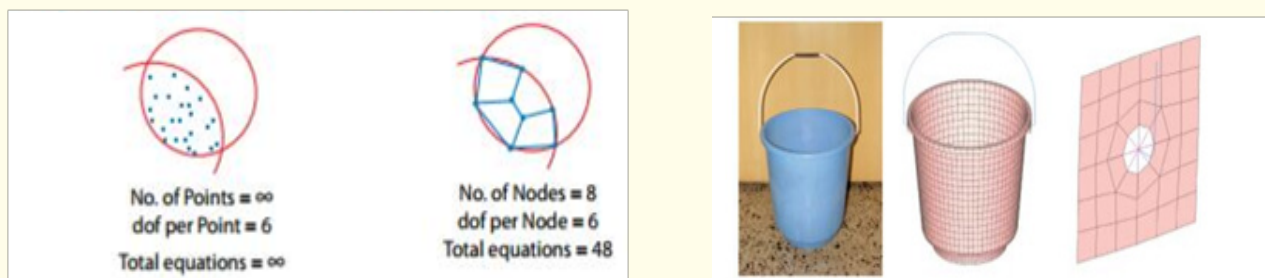 No. of Points = ∞
dof per Point = 6
Total equations = ∞
No. of Nodes = 8
dof per Node = 6
Total equations = 48